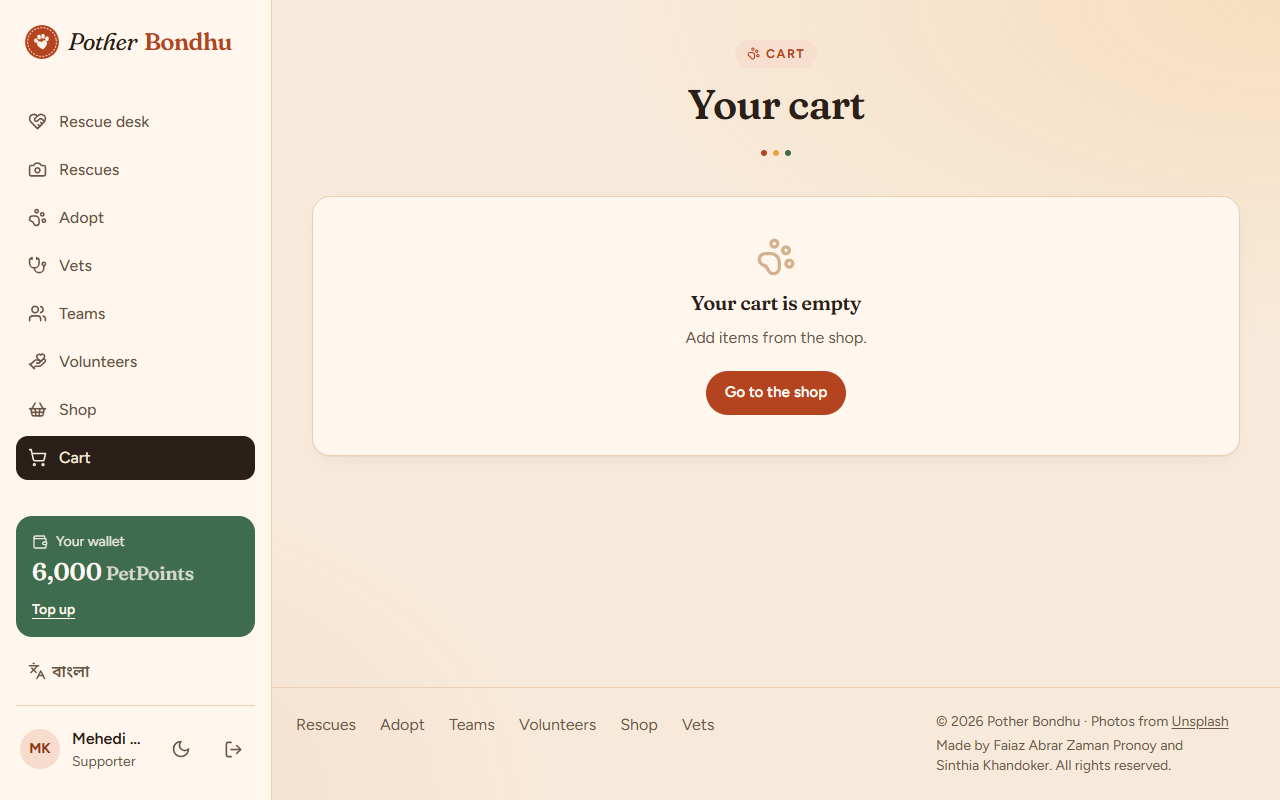 Pother Bondhu
Rescue desk
Rescues
Adopt
Vets
Teams
Volunteers
Shop
Cart
Your wallet
6,000 PetPoints
Top up
বাংলা
MK
Mehedi ...
Supporter
CART
Your cart
Your cart is empty
Add items from the shop.
Go to the shop
Rescues Adopt Teams Volunteers Shop Vets
© 2026 Pother Bondhu · Photos from Unsplash
Made by Faiaz Abrar Zaman Pronoy and
Sinthia Khandoker. All rights reserved.